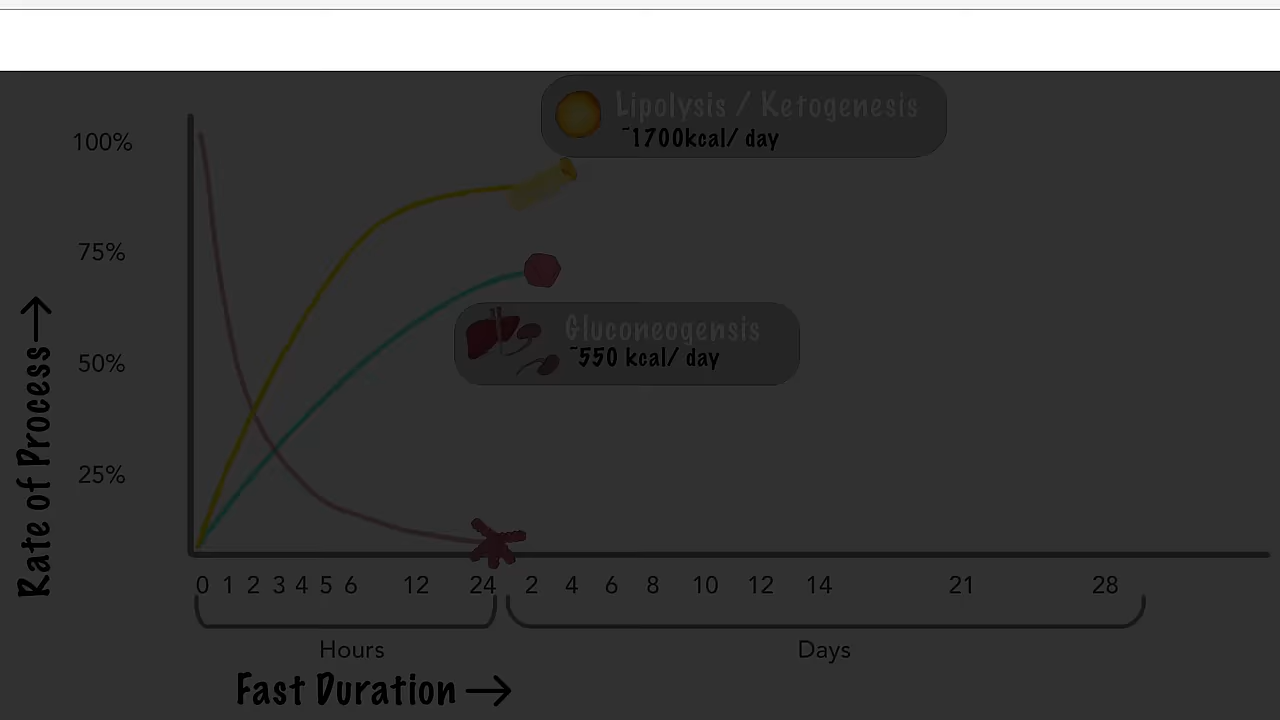 Lipolysis / Ketogenesis
~1700kcal/ day
100%
75%
Gluconeogensis
~550 kcal/ day
50%
25%
Rate of Process
0 1 2 3 4 5 6 12 24 2 4 6 8 10 12 14 21 28
Hours
Days
Fast Duration